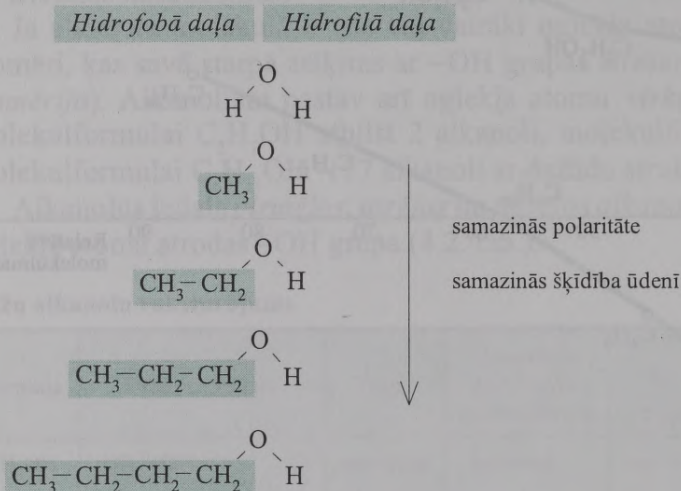 Hidrofobā daļa Hidrofilā daļa
O
H H
O
CH₃ H
samazinās polaritāte
O
CH₃–CH₂ H
samazinās šķīdība ūdenī
O
CH₃–CH₂–CH₂ H
O
CH₃–CH₂–CH₂–CH₂ H